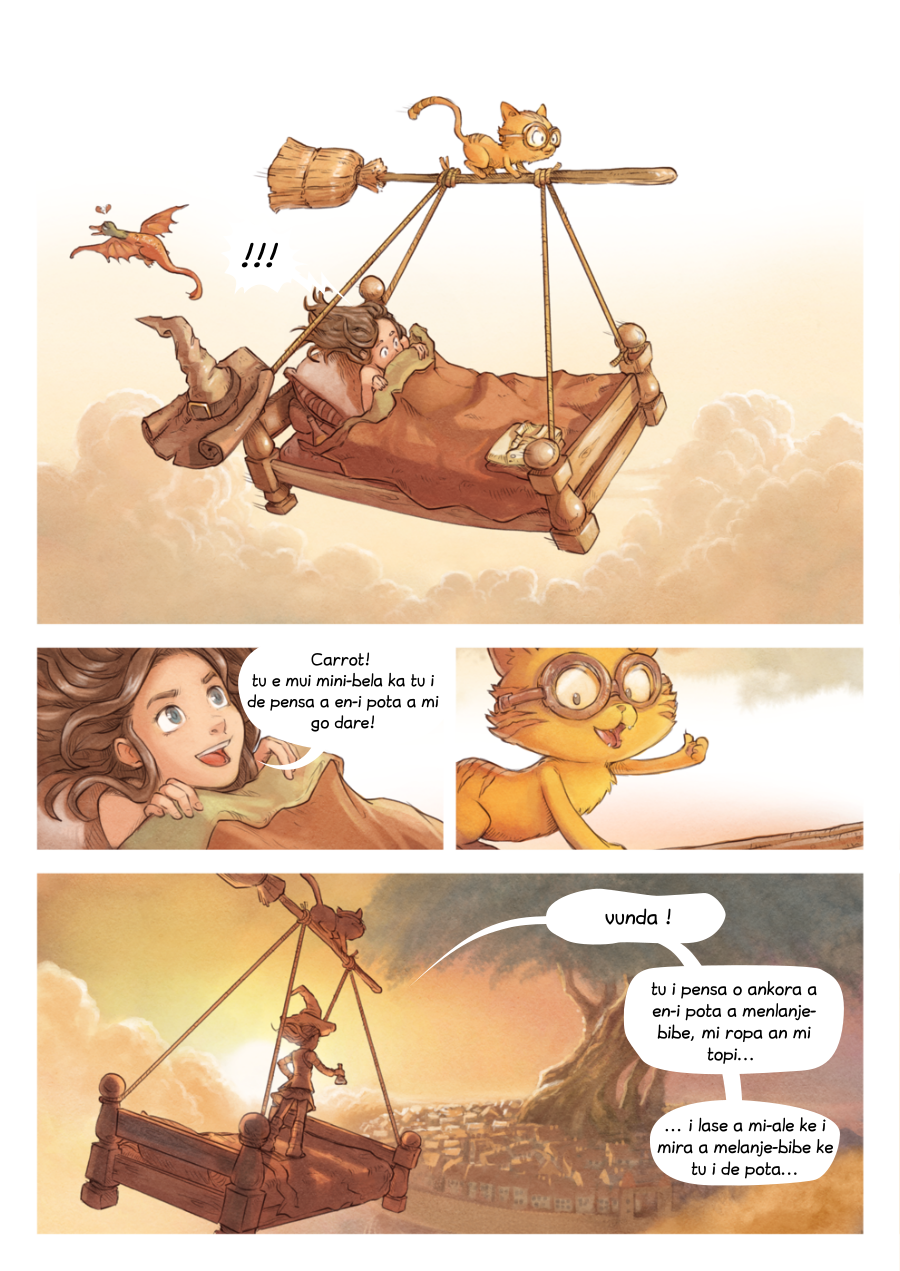 !!!
Carrot!
tu e mui mini-bela ka tu i
de pensa a en-i pota a mi
go dare!
vunda !
tu i pensa o ankora a
en-i pota a menlanje-
bibe, mi ropa an mi
topi...
... i lase a mi-ale ke i
mira a melanje-bibe ke
tu i de pota...